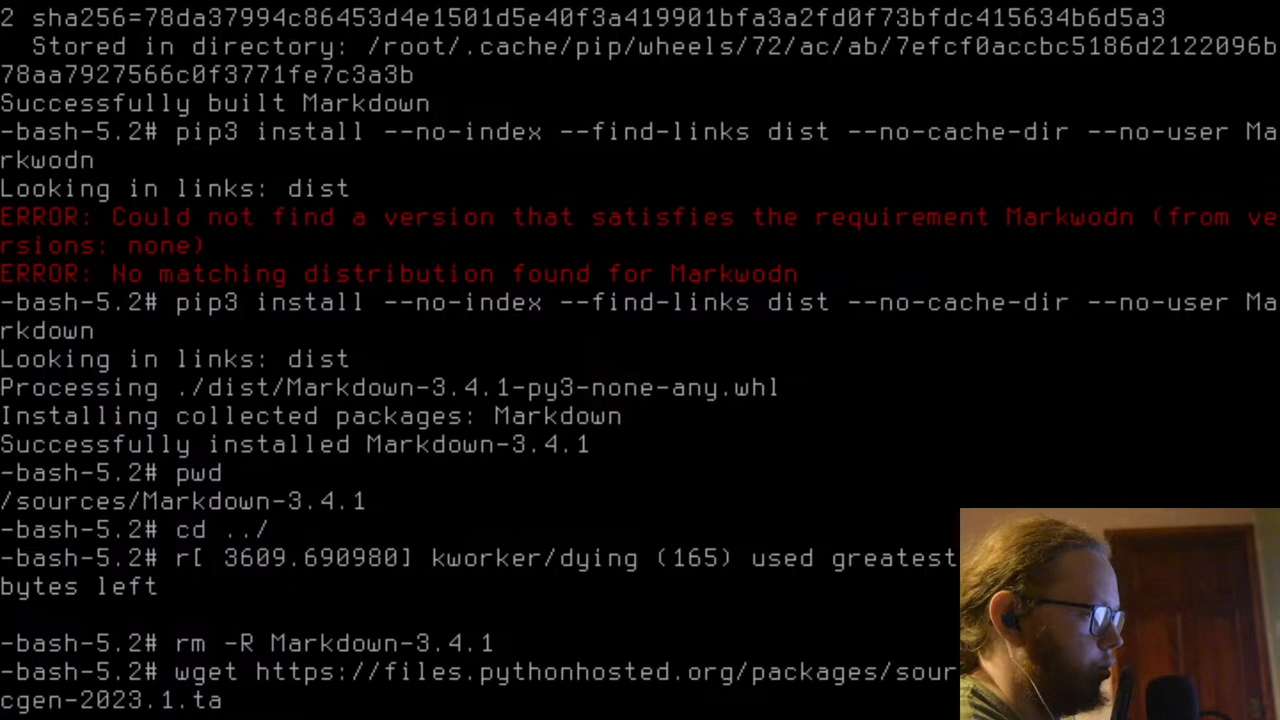 2 sha256=78da37994c86453d4e1501d5e40f3a419901bfa3a2fd0f73bfdc415634b6d5a3
Stored in directory: /root/.cache/pip/wheels/72/ac/ab/7efcf0accbc5186d2122096b
78aa7927566c0f3771fe7c3a3b
Successfully built Markdown
-bash-5.2# pip3 install --no-index --find-links dist --no-cache-dir --no-user Ma
rkwodn
Looking in links: dist
ERROR: Could not find a version that satisfies the requirement Markwodn (from ve
rsions: none)
ERROR: No matching distribution found for Markwodn
-bash-5.2# pip3 install --no-index --find-links dist --no-cache-dir --no-user Ma
rkdown
Looking in links: dist
Processing ./dist/Markdown-3.4.1-py3-none-any.whl
Installing collected packages: Markdown
Successfully installed Markdown-3.4.1
-bash-5.2# pwd
/sources/Markdown-3.4.1
-bash-5.2# cd ../
-bash-5.2# r[ 3609.690980] kworker/dying (165) used greatest
bytes left
-bash-5.2# rm -R Markdown-3.4.1
-bash-5.2# wget https://files.pythonhosted.org/packages/sour
cgen-2023.1.ta